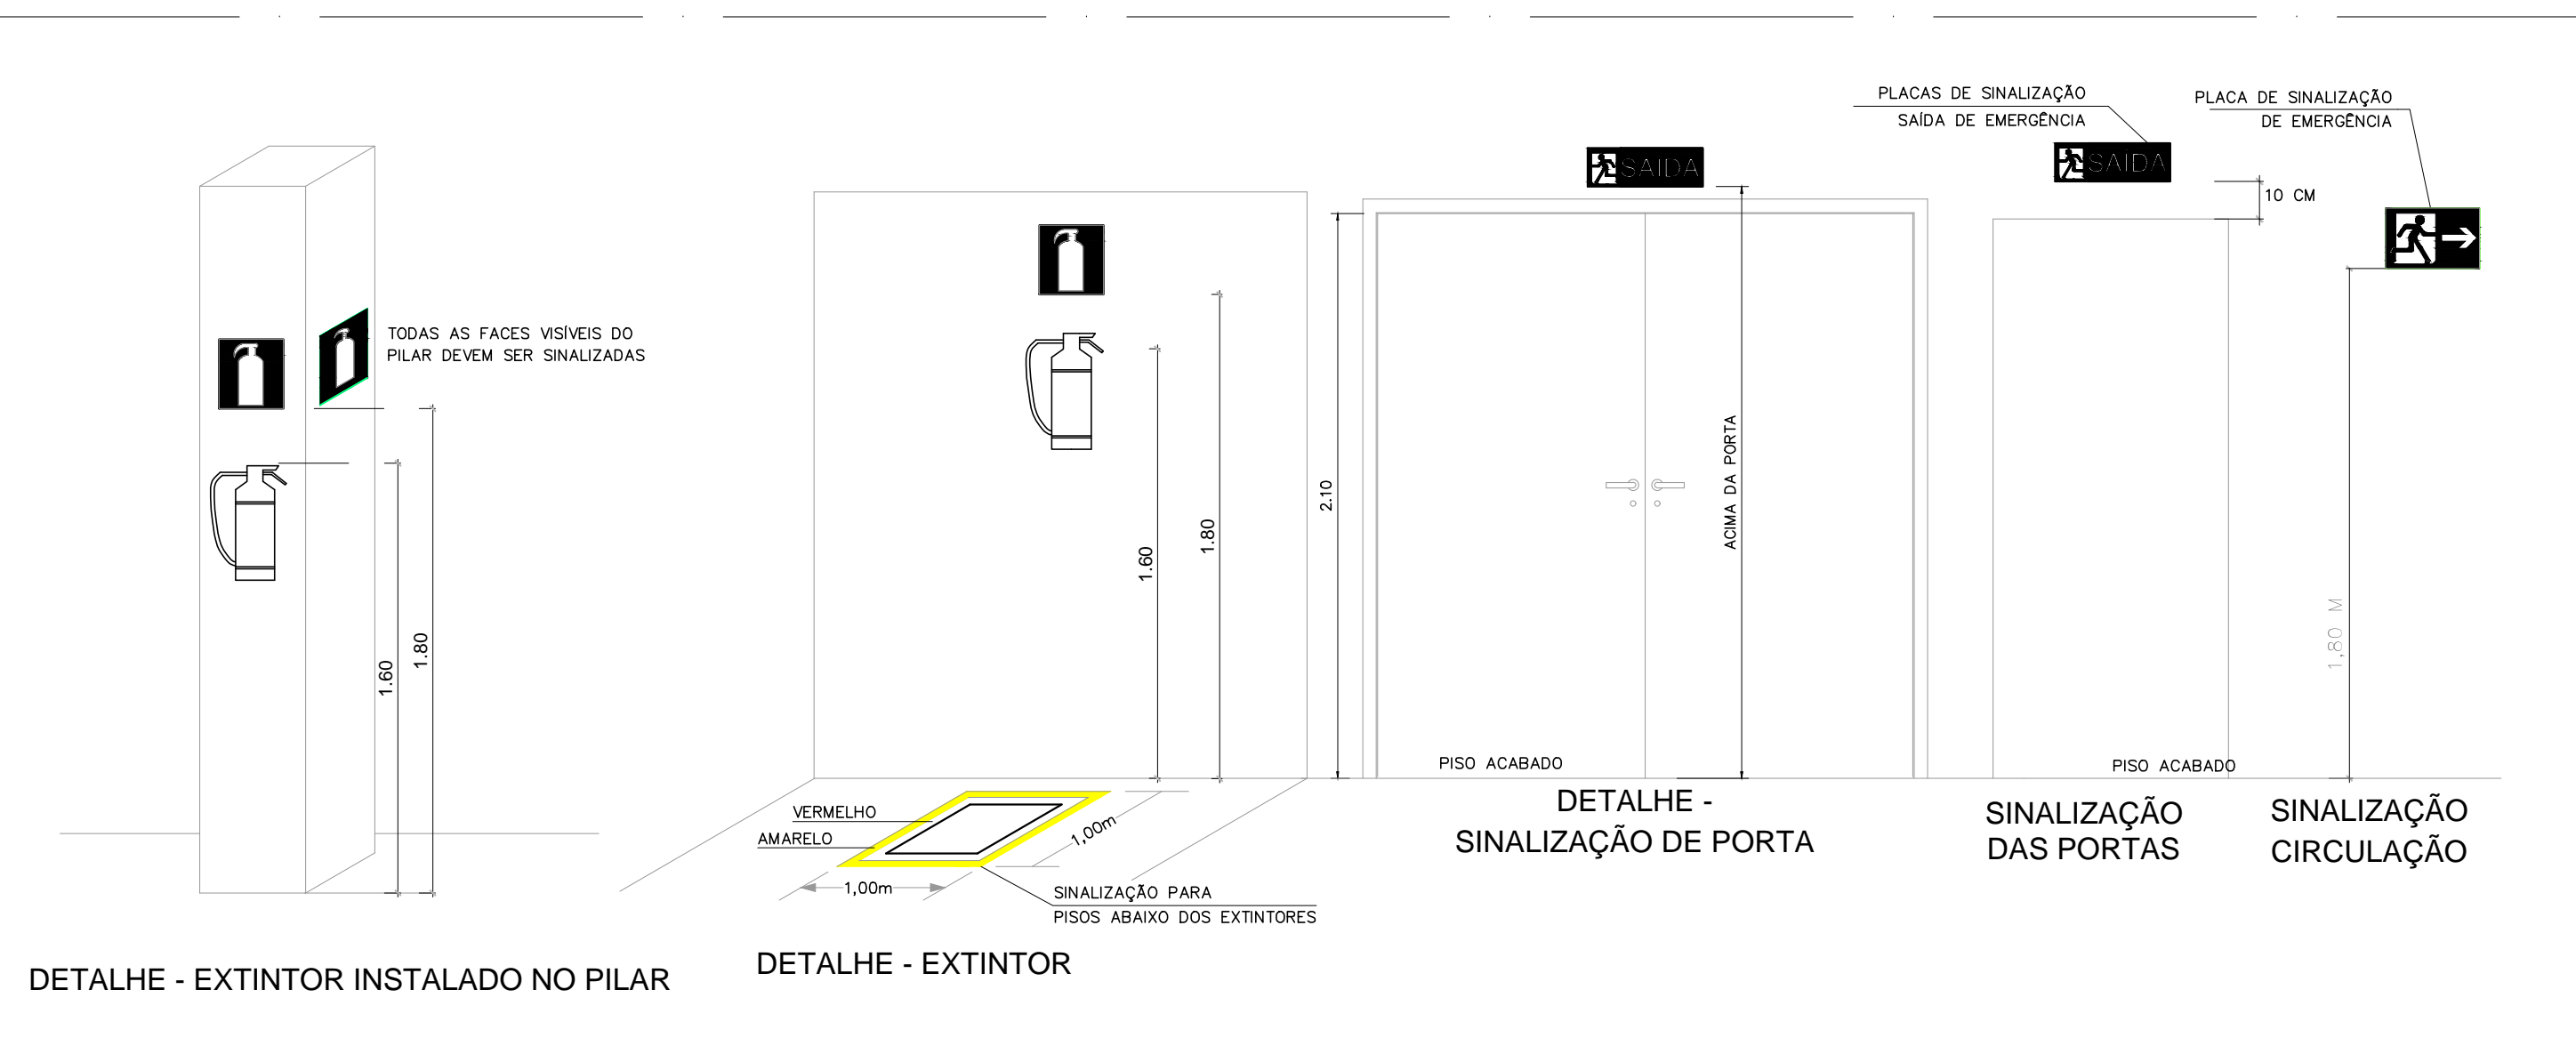 TODAS AS FACES VISÍVEIS DO
PILAR DEVEM SER SINALIZADAS
1.60
1.80
DETALHE - EXTINTOR INSTALADO NO PILAR
1.60
1.80
VERMELHO
AMARELO
1,00m
1,00m
SINALIZAÇÃO PARA
PISOS ABAIXO DOS EXTINTORES
DETALHE - EXTINTOR
SAIDA
2.10
ACIMA DA PORTA
PISO ACABADO
DETALHE -
SINALIZAÇÃO DE PORTA
PLACAS DE SINALIZAÇÃO
SAÍDA DE EMERGÊNCIA
SAIDA
10 CM
PISO ACABADO
SINALIZAÇÃO
DAS PORTAS
PLACA DE SINALIZAÇÃO
DE EMERGÊNCIA
1,80 M
SINALIZAÇÃO
CIRCULAÇÃO